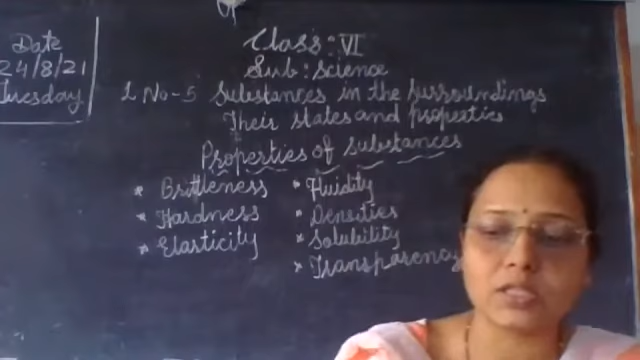 Date
24/8/21
Tuesday
Class: VI
Sub: Science
L No-5 Substances in the surroundings
Their states and properties
Properties of substances
* Brittleness
* Hardness
* Elasticity
* Fluidity
* Densities
* Solubility
* Transparency